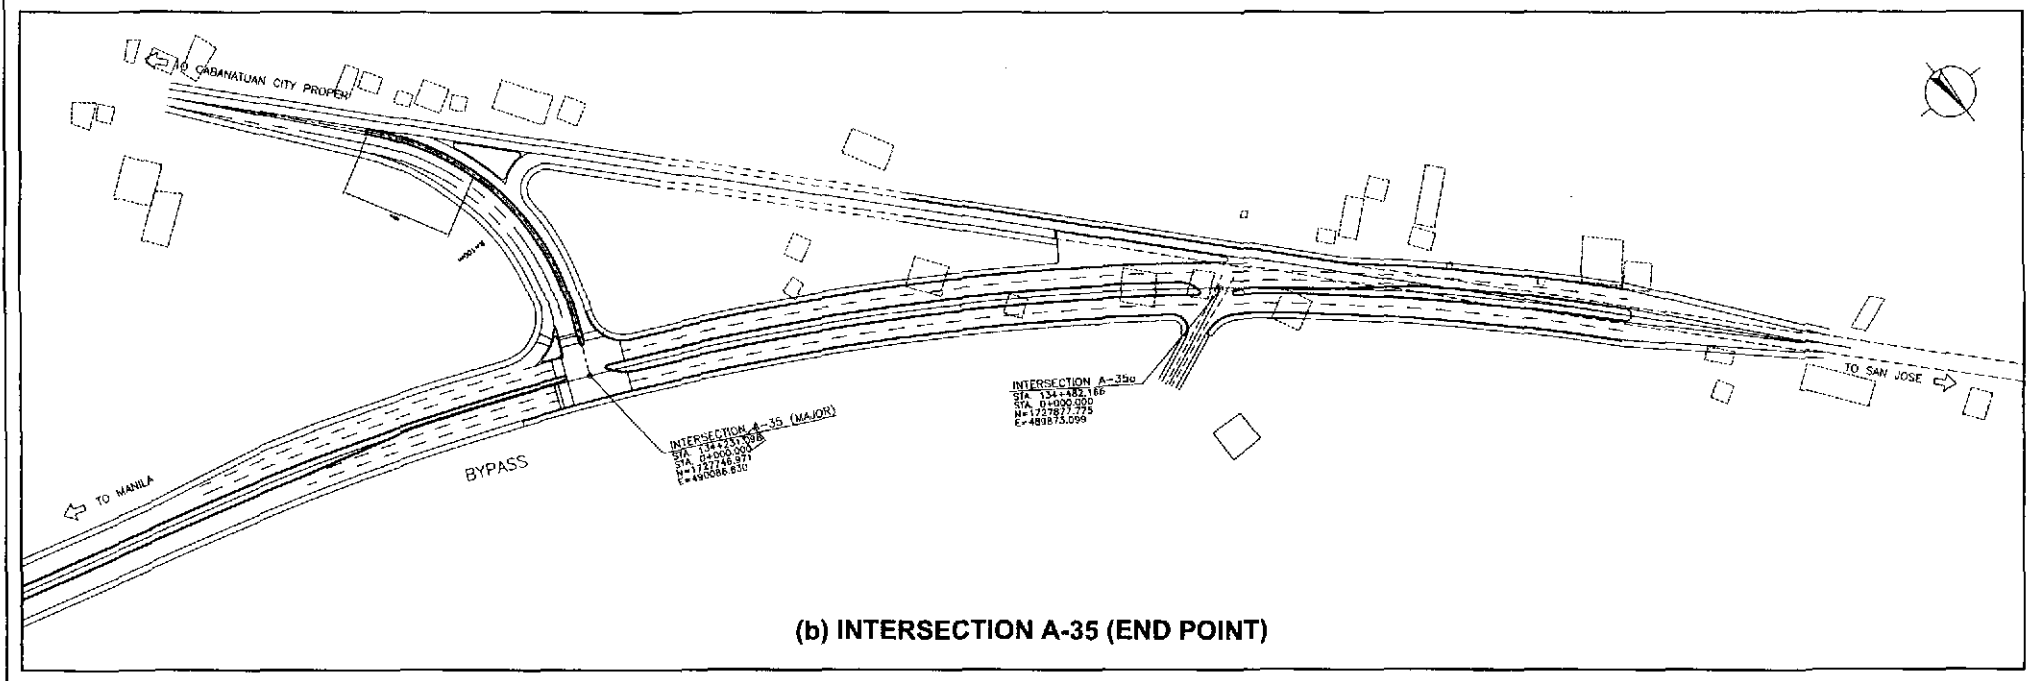 TO CABANATUAN CITY PROPER
R=100m
INTERSECTION A-35a
STA. 134+482.166
STA. 0+000.000
N=1727877.775
E=489873.099
TO SAN JOSE
INTERSECTION A-35 (MAJOR)
STA. 134+231.098
STA. 0+000.000
N=1727746.971
E=490086.830
BYPASS
TO MANILA
(b) INTERSECTION A-35 (END POINT)